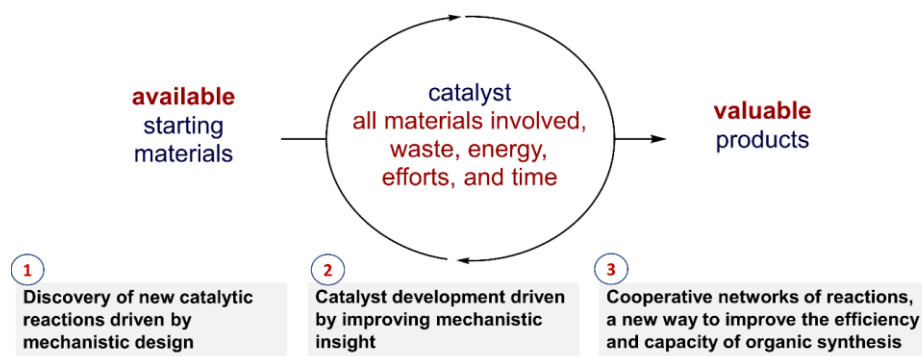 available
starting
materials
catalyst
all materials involved,
waste, energy,
efforts, and time
valuable
products
1
Discovery of new catalytic
reactions driven by
mechanistic design
2
Catalyst development driven
by improving mechanistic
insight
3
Cooperative networks of reactions,
a new way to improve the efficiency
and capacity of organic synthesis